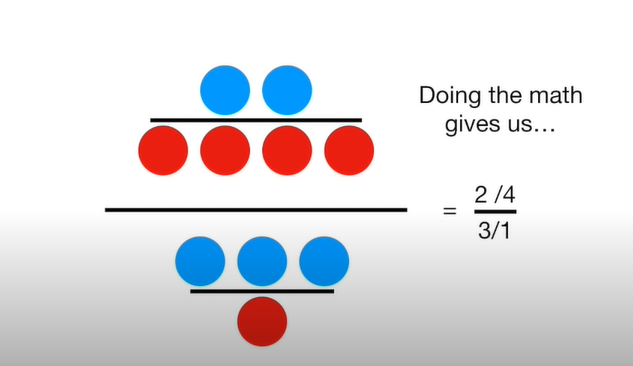 Doing the math
gives us...
= 2 /4
3/1